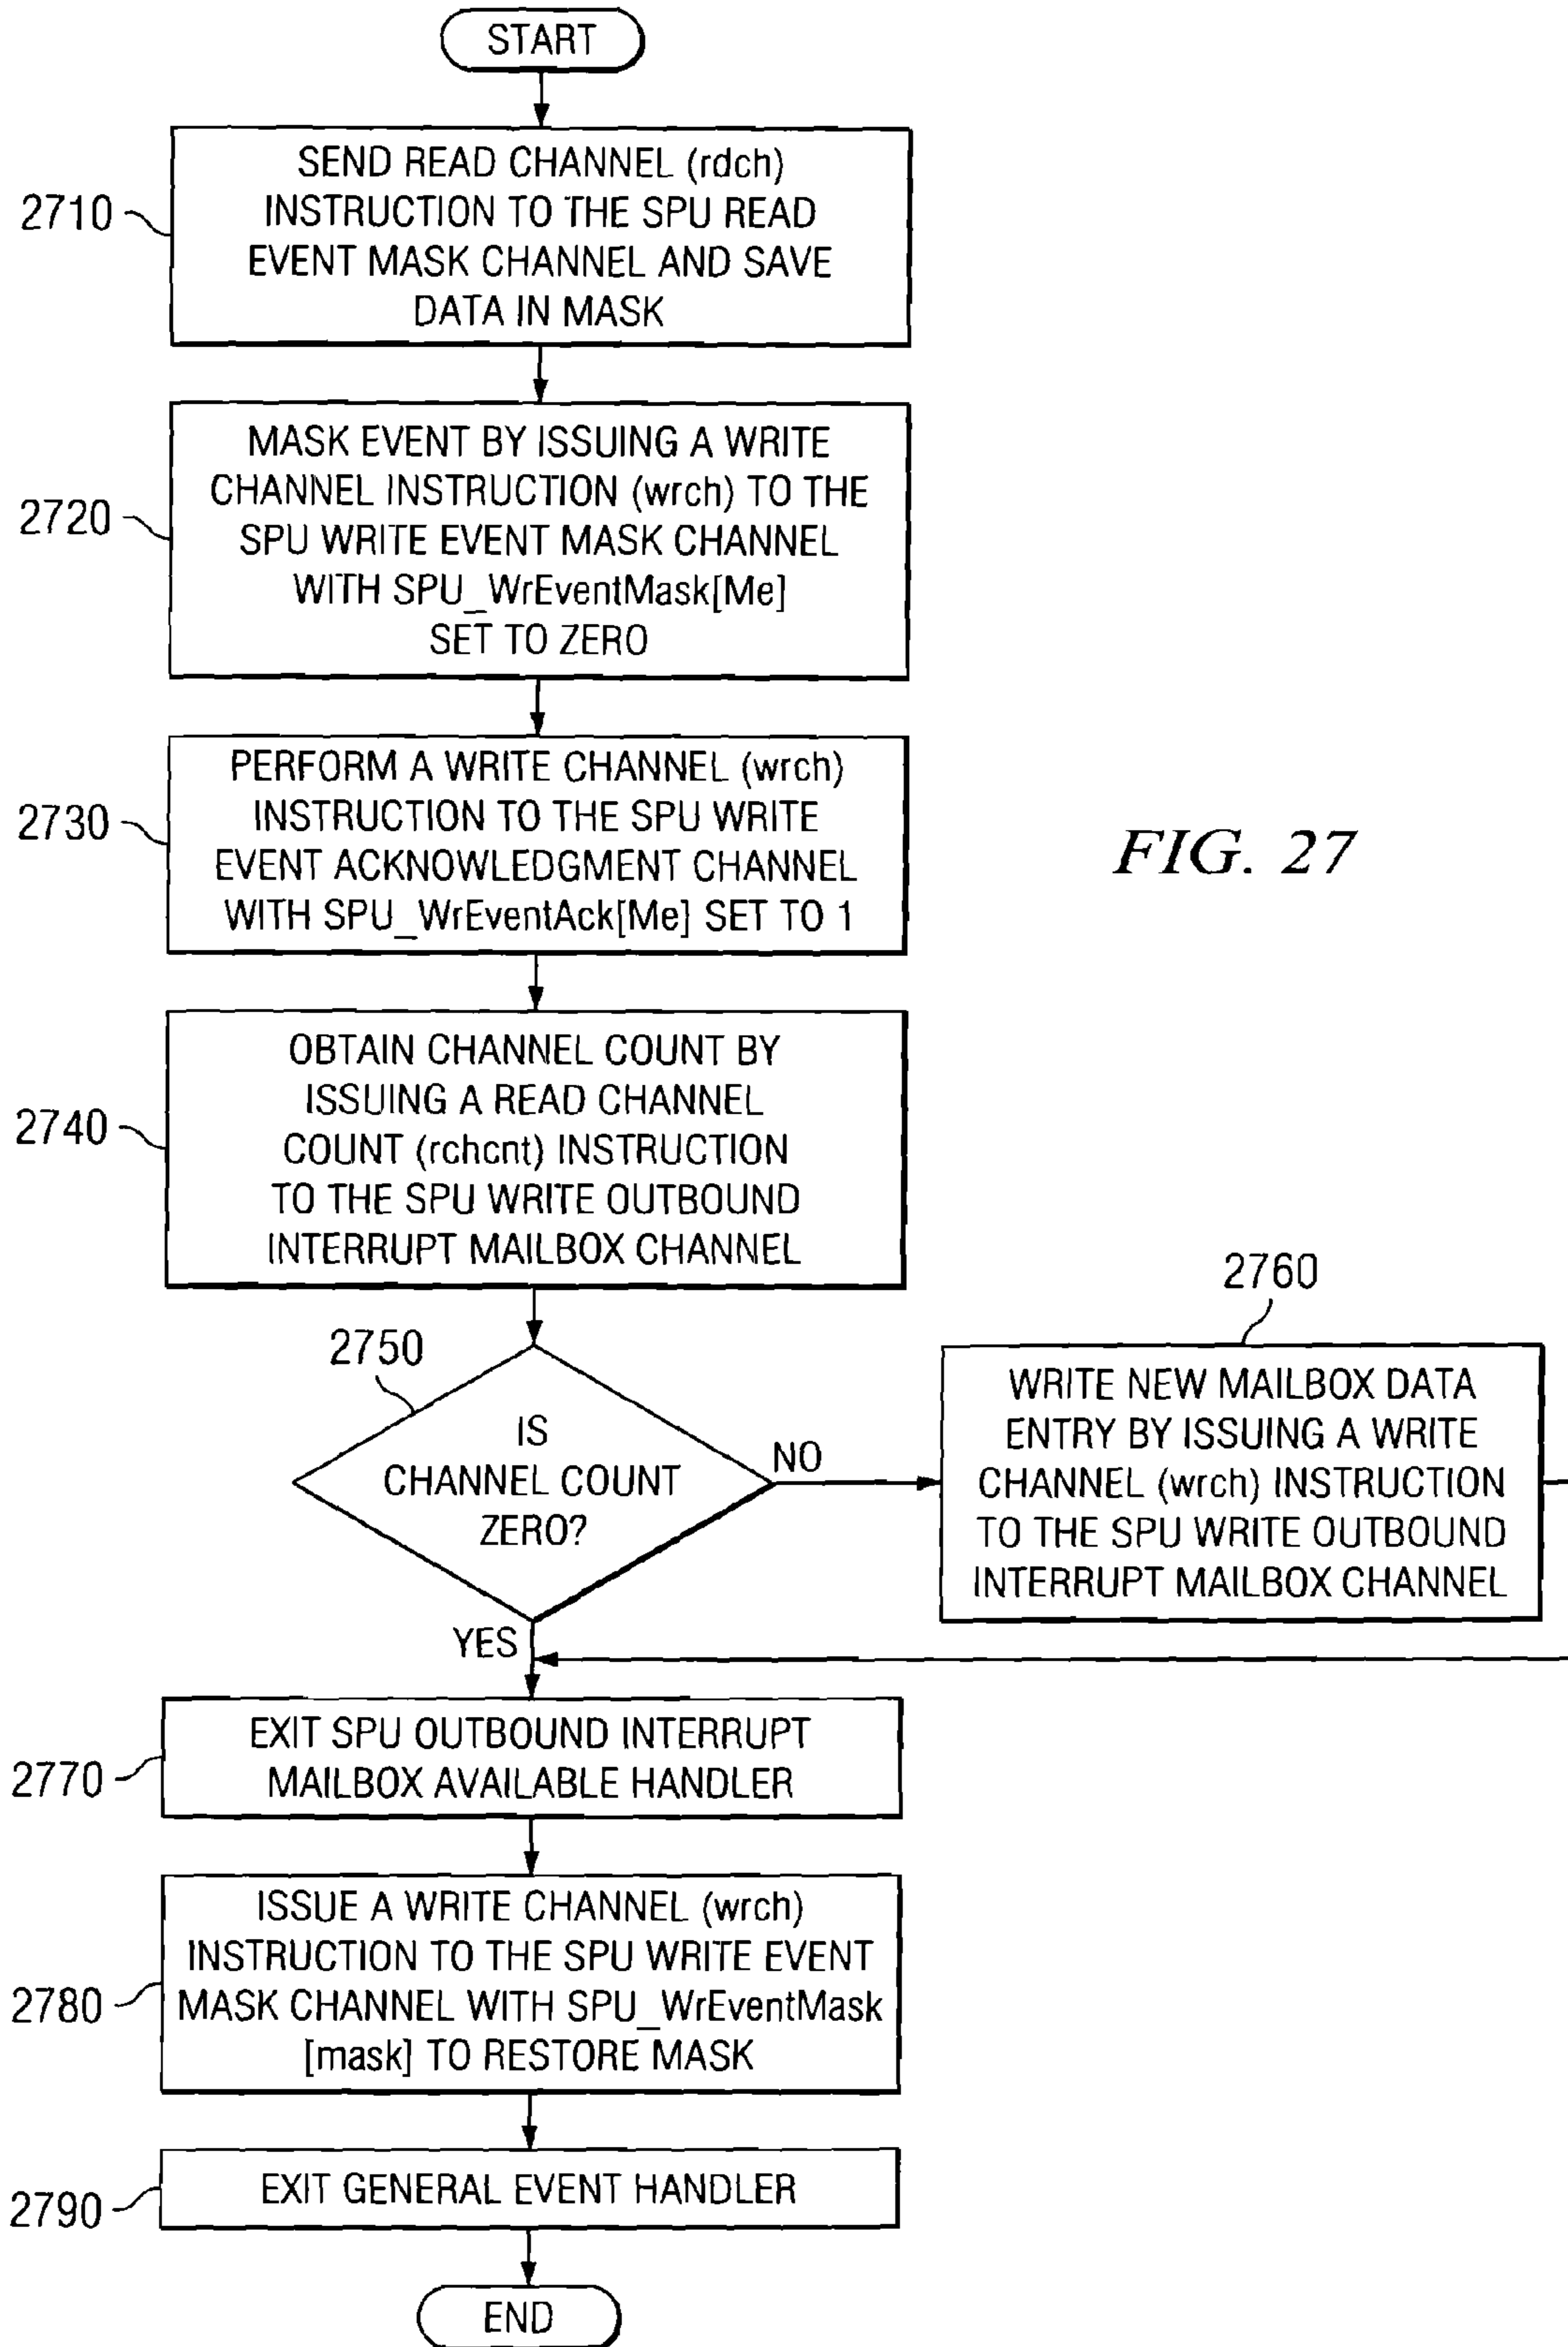 START
2710
SEND READ CHANNEL (rdch)
INSTRUCTION TO THE SPU READ
EVENT MASK CHANNEL AND SAVE
DATA IN MASK
2720
MASK EVENT BY ISSUING A WRITE
CHANNEL INSTRUCTION (wrch) TO THE
SPU WRITE EVENT MASK CHANNEL
WITH SPU_WrEventMask[Me]
SET TO ZERO
2730
PERFORM A WRITE CHANNEL (wrch)
INSTRUCTION TO THE SPU WRITE
EVENT ACKNOWLEDGMENT CHANNEL
WITH SPU_WrEventAck[Me] SET TO 1
FIG. 27
2740
OBTAIN CHANNEL COUNT BY
ISSUING A READ CHANNEL
COUNT (rchcnt) INSTRUCTION
TO THE SPU WRITE OUTBOUND
INTERRUPT MAILBOX CHANNEL
2750
IS
CHANNEL COUNT
ZERO?
NO
2760
WRITE NEW MAILBOX DATA
ENTRY BY ISSUING A WRITE
CHANNEL (wrch) INSTRUCTION
TO THE SPU WRITE OUTBOUND
INTERRUPT MAILBOX CHANNEL
YES
2770
EXIT SPU OUTBOUND INTERRUPT
MAILBOX AVAILABLE HANDLER
2780
ISSUE A WRITE CHANNEL (wrch)
INSTRUCTION TO THE SPU WRITE EVENT
MASK CHANNEL WITH SPU_WrEventMask
[mask] TO RESTORE MASK
2790
EXIT GENERAL EVENT HANDLER
END